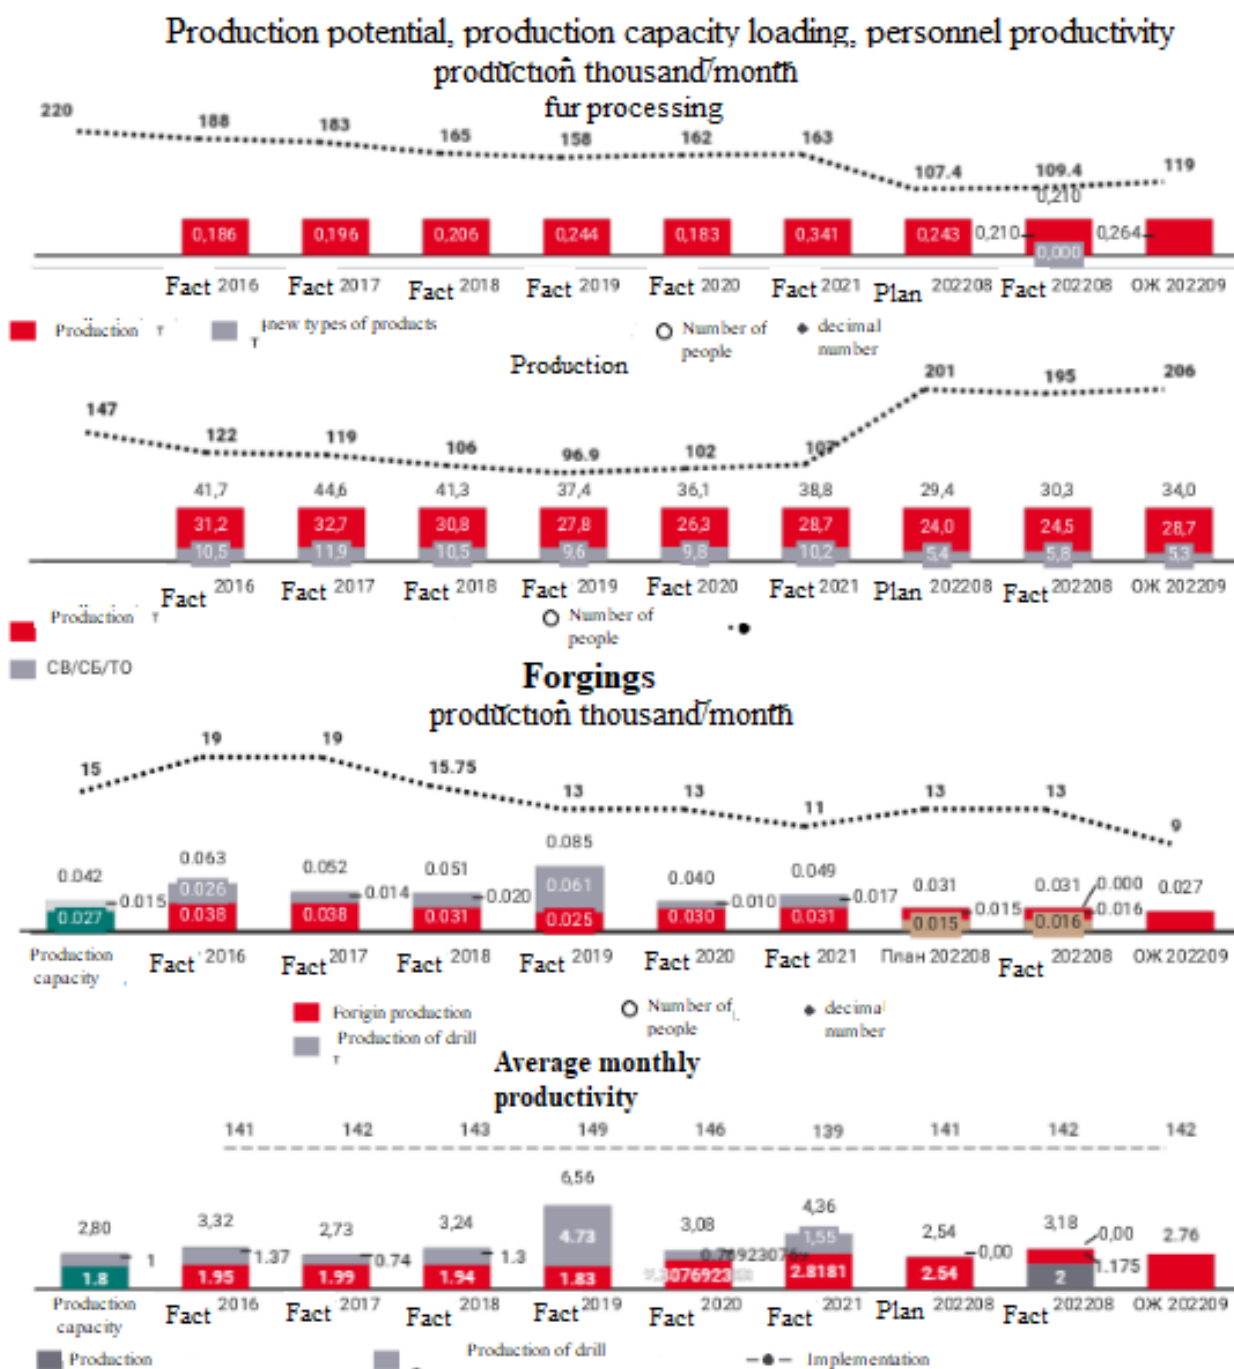 Production potential, production capacity loading, personnel productivity
production thousand/month
fur processing
220 188 183 165 158 162 163 107.4 109.4 119
0,210
0,186 0,196 0,206 0,244 0,183 0,341 0,243 0,210 0,264
0,000
Fact 2016 Fact 2017 Fact 2018 Fact 2019 Fact 2020 Fact 2021 Plan 202208 Fact 202208 ОЖ 202209
Production т new types of products т Number of people decimal number
Production
147 122 119 106 96.9 102 107 201 195 206
41,7 44,6 41,3 37,4 36,1 38,8 29,4 30,3 34,0
31,2 32,7 30,8 27,8 26,3 28,7 24,0 24,5 28,7
10,5 11,9 10,5 9,6 9,8 10,2 5,4 5,8 5,3
Fact 2016 Fact 2017 Fact 2018 Fact 2019 Fact 2020 Fact 2021 Plan 202208 Fact 202208 ОЖ 202209
Production т Number of people
СВ/СБ/ТО
Forgings
production thousand/month
15 19 19 15.75 13 13 11 13 13 9
0.042 0.063 0.052 0.051 0.085 0.040 0.049 0.031 0.031 0.000 0.027
0.015 0.026 0.014 0.020 0.061 0.010 0.017 0.015 0.016
0.027 0.038 0.038 0.031 0.025 0.030 0.031 0.015 0.016
Production capacity Fact 2016 Fact 2017 Fact 2018 Fact 2019 Fact 2020 Fact 2021 План 202208 Fact 202208 ОЖ 202209
Forigin production Number of people decimal number
Production of drill т
Average monthly
productivity
141 142 143 149 146 139 141 142 142
2,80 3,32 2,73 3,24 6,56 3,08 4,36 2,54 3,18 0,00 2.76
1 1.37 0.74 1.3 4.73 0.76923076 1,55 0,00 1.175
1.8 1.95 1.99 1.94 1.83 2.8181 2.54 2
Production capacity Fact 2016 Fact 2017 Fact 2018 Fact 2019 Fact 2020 Fact 2021 Plan 202208 Fact 202208 ОЖ 202209
Production Production of drill Implementation